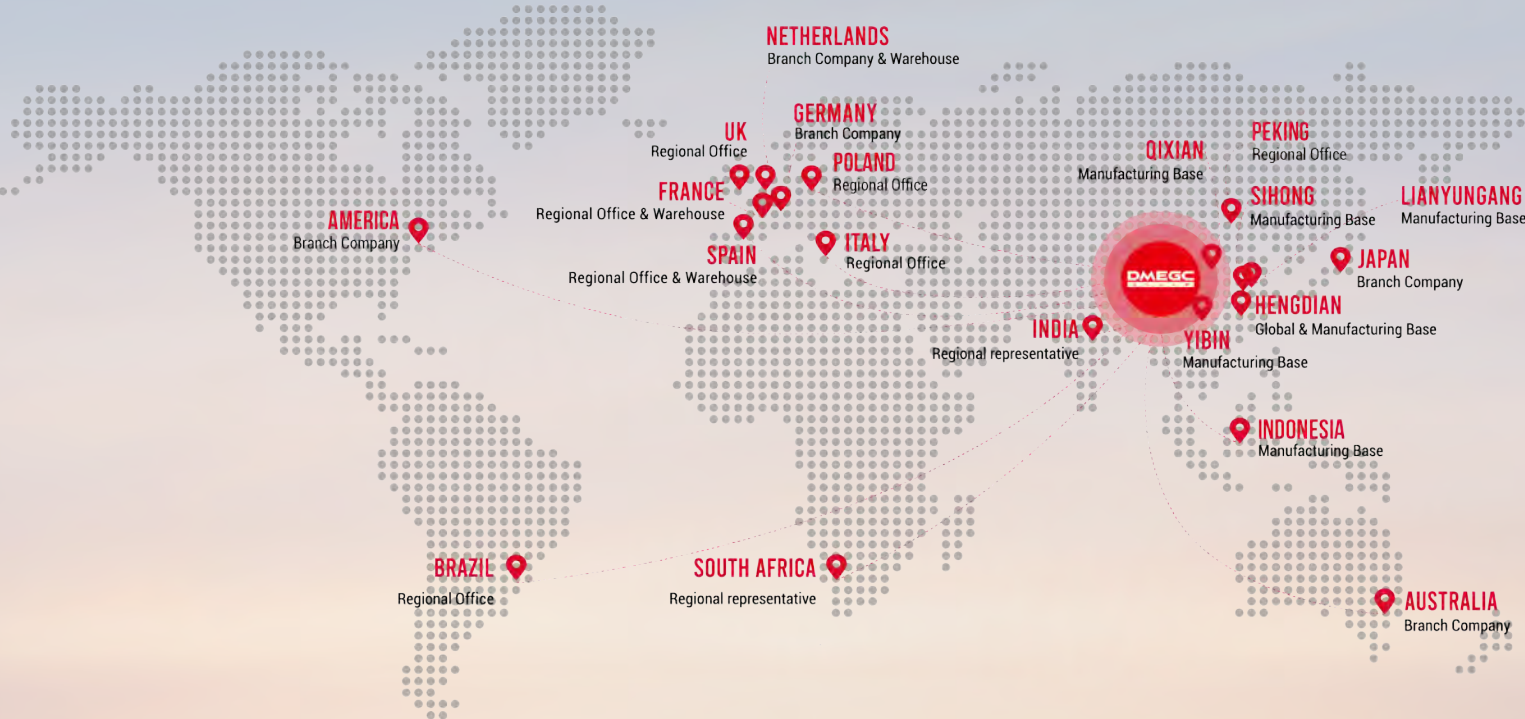 NETHERLANDS
Branch Company & Warehouse
GERMANY
Branch Company
UK
Regional Office
POLAND
Regional Office
FRANCE
Regional Office & Warehouse
SPAIN
Regional Office & Warehouse
ITALY
Regional Office
AMERICA
Branch Company
QIXIAN
Manufacturing Base
PEKING
Regional Office
SIHONG
Manufacturing Base
LIANYUNGANG
Manufacturing Base
DMEGC
JAPAN
Branch Company
HENGDIAN
Global & Manufacturing Base
INDIA
Regional representative
YIBIN
Manufacturing Base
INDONESIA
Manufacturing Base
BRAZIL
Regional Office
SOUTH AFRICA
Regional representative
AUSTRALIA
Branch Company